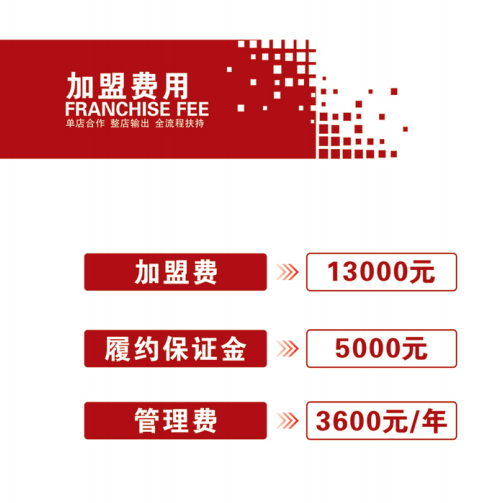 加盟费用
FRANCHISE FEE
单店合作 整店输出 全流程扶持
加盟费 13000元
履约保证金 5000元
管理费 3600元/年